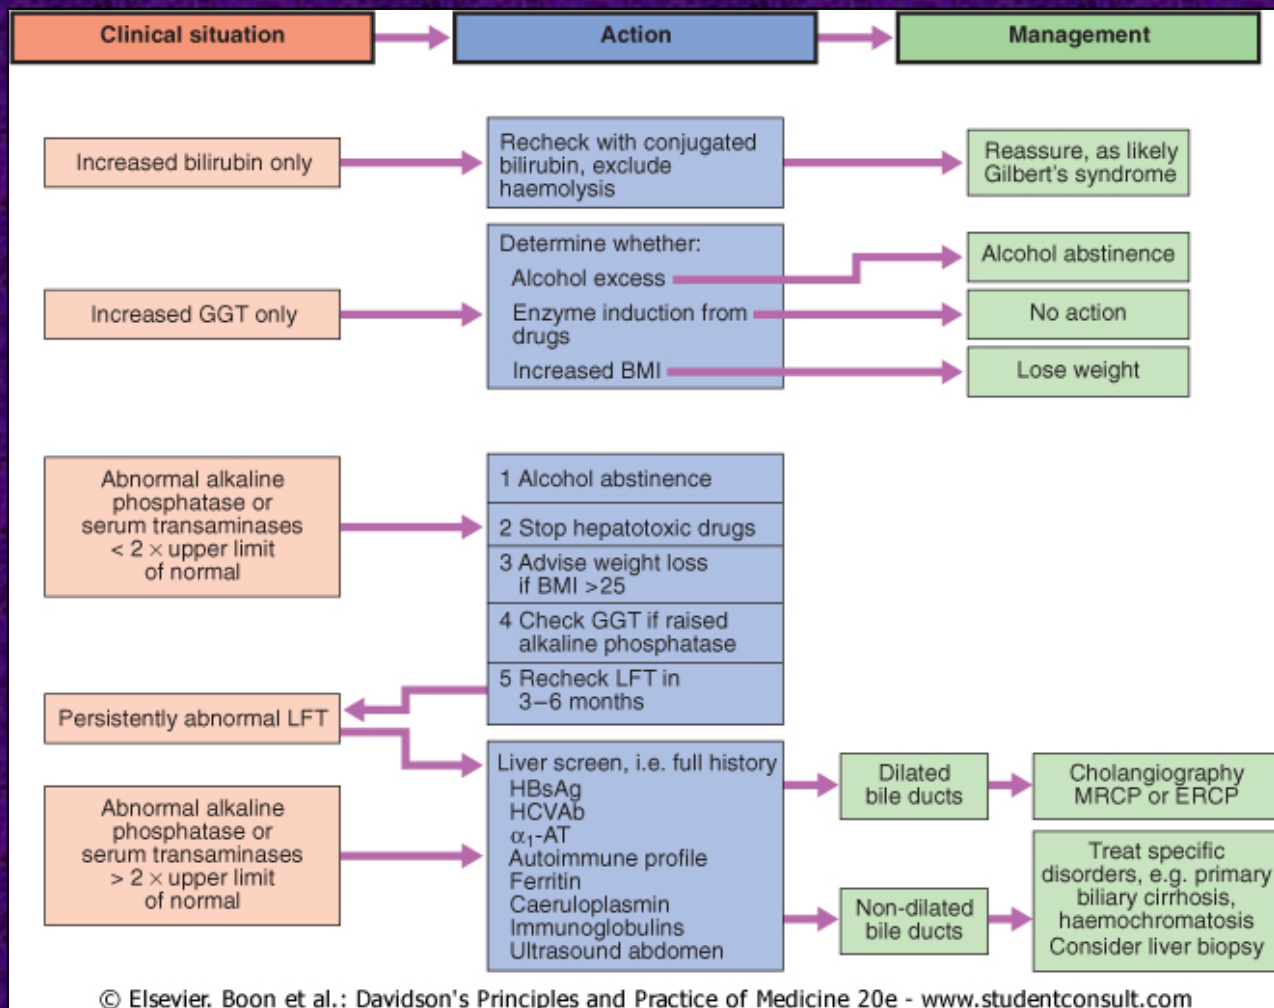 Clinical situation
Action
Management
Increased bilirubin only
Recheck with conjugated
bilirubin, exclude
haemolysis
Reassure, as likely
Gilbert's syndrome
Increased GGT only
Determine whether:
Alcohol excess
Enzyme induction from
drugs
Increased BMI
Alcohol abstinence
No action
Lose weight
Abnormal alkaline
phosphatase or
serum transaminases
< 2 × upper limit
of normal
1 Alcohol abstinence
2 Stop hepatotoxic drugs
3 Advise weight loss
if BMI >25
4 Check GGT if raised
alkaline phosphatase
5 Recheck LFT in
3–6 months
Persistently abnormal LFT
Abnormal alkaline
phosphatase or
serum transaminases
> 2 × upper limit
of normal
Liver screen, i.e. full history
HBsAg
HCVAb
α₁-AT
Autoimmune profile
Ferritin
Caeruloplasmin
Immunoglobulins
Ultrasound abdomen
Dilated
bile ducts
Cholangiography
MRCP or ERCP
Non-dilated
bile ducts
Treat specific
disorders, e.g. primary
biliary cirrhosis,
haemochromatosis
Consider liver biopsy
© Elsevier. Boon et al.: Davidson's Principles and Practice of Medicine 20e - www.studentconsult.com